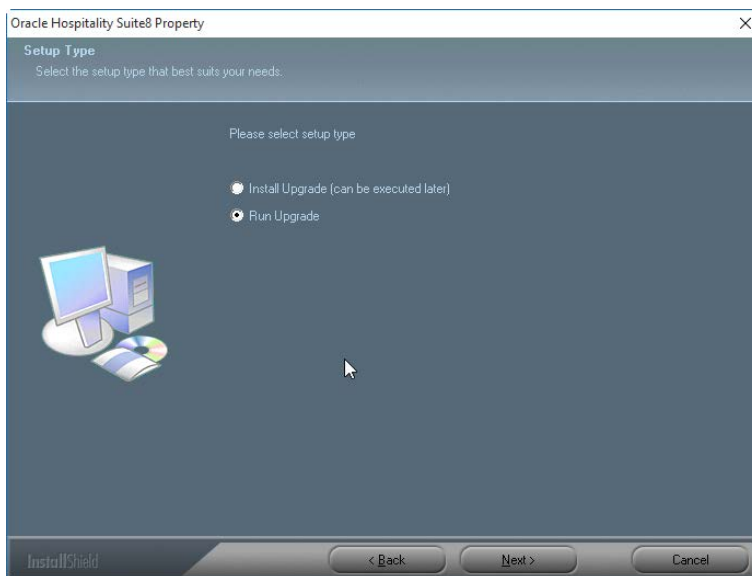 Oracle Hospitality Suite8 Property
Setup Type
Select the setup type that best suits your needs.
Please select setup type
Install Upgrade (can be executed later)
Run Upgrade
InstallShield
< Back
Next >
Cancel